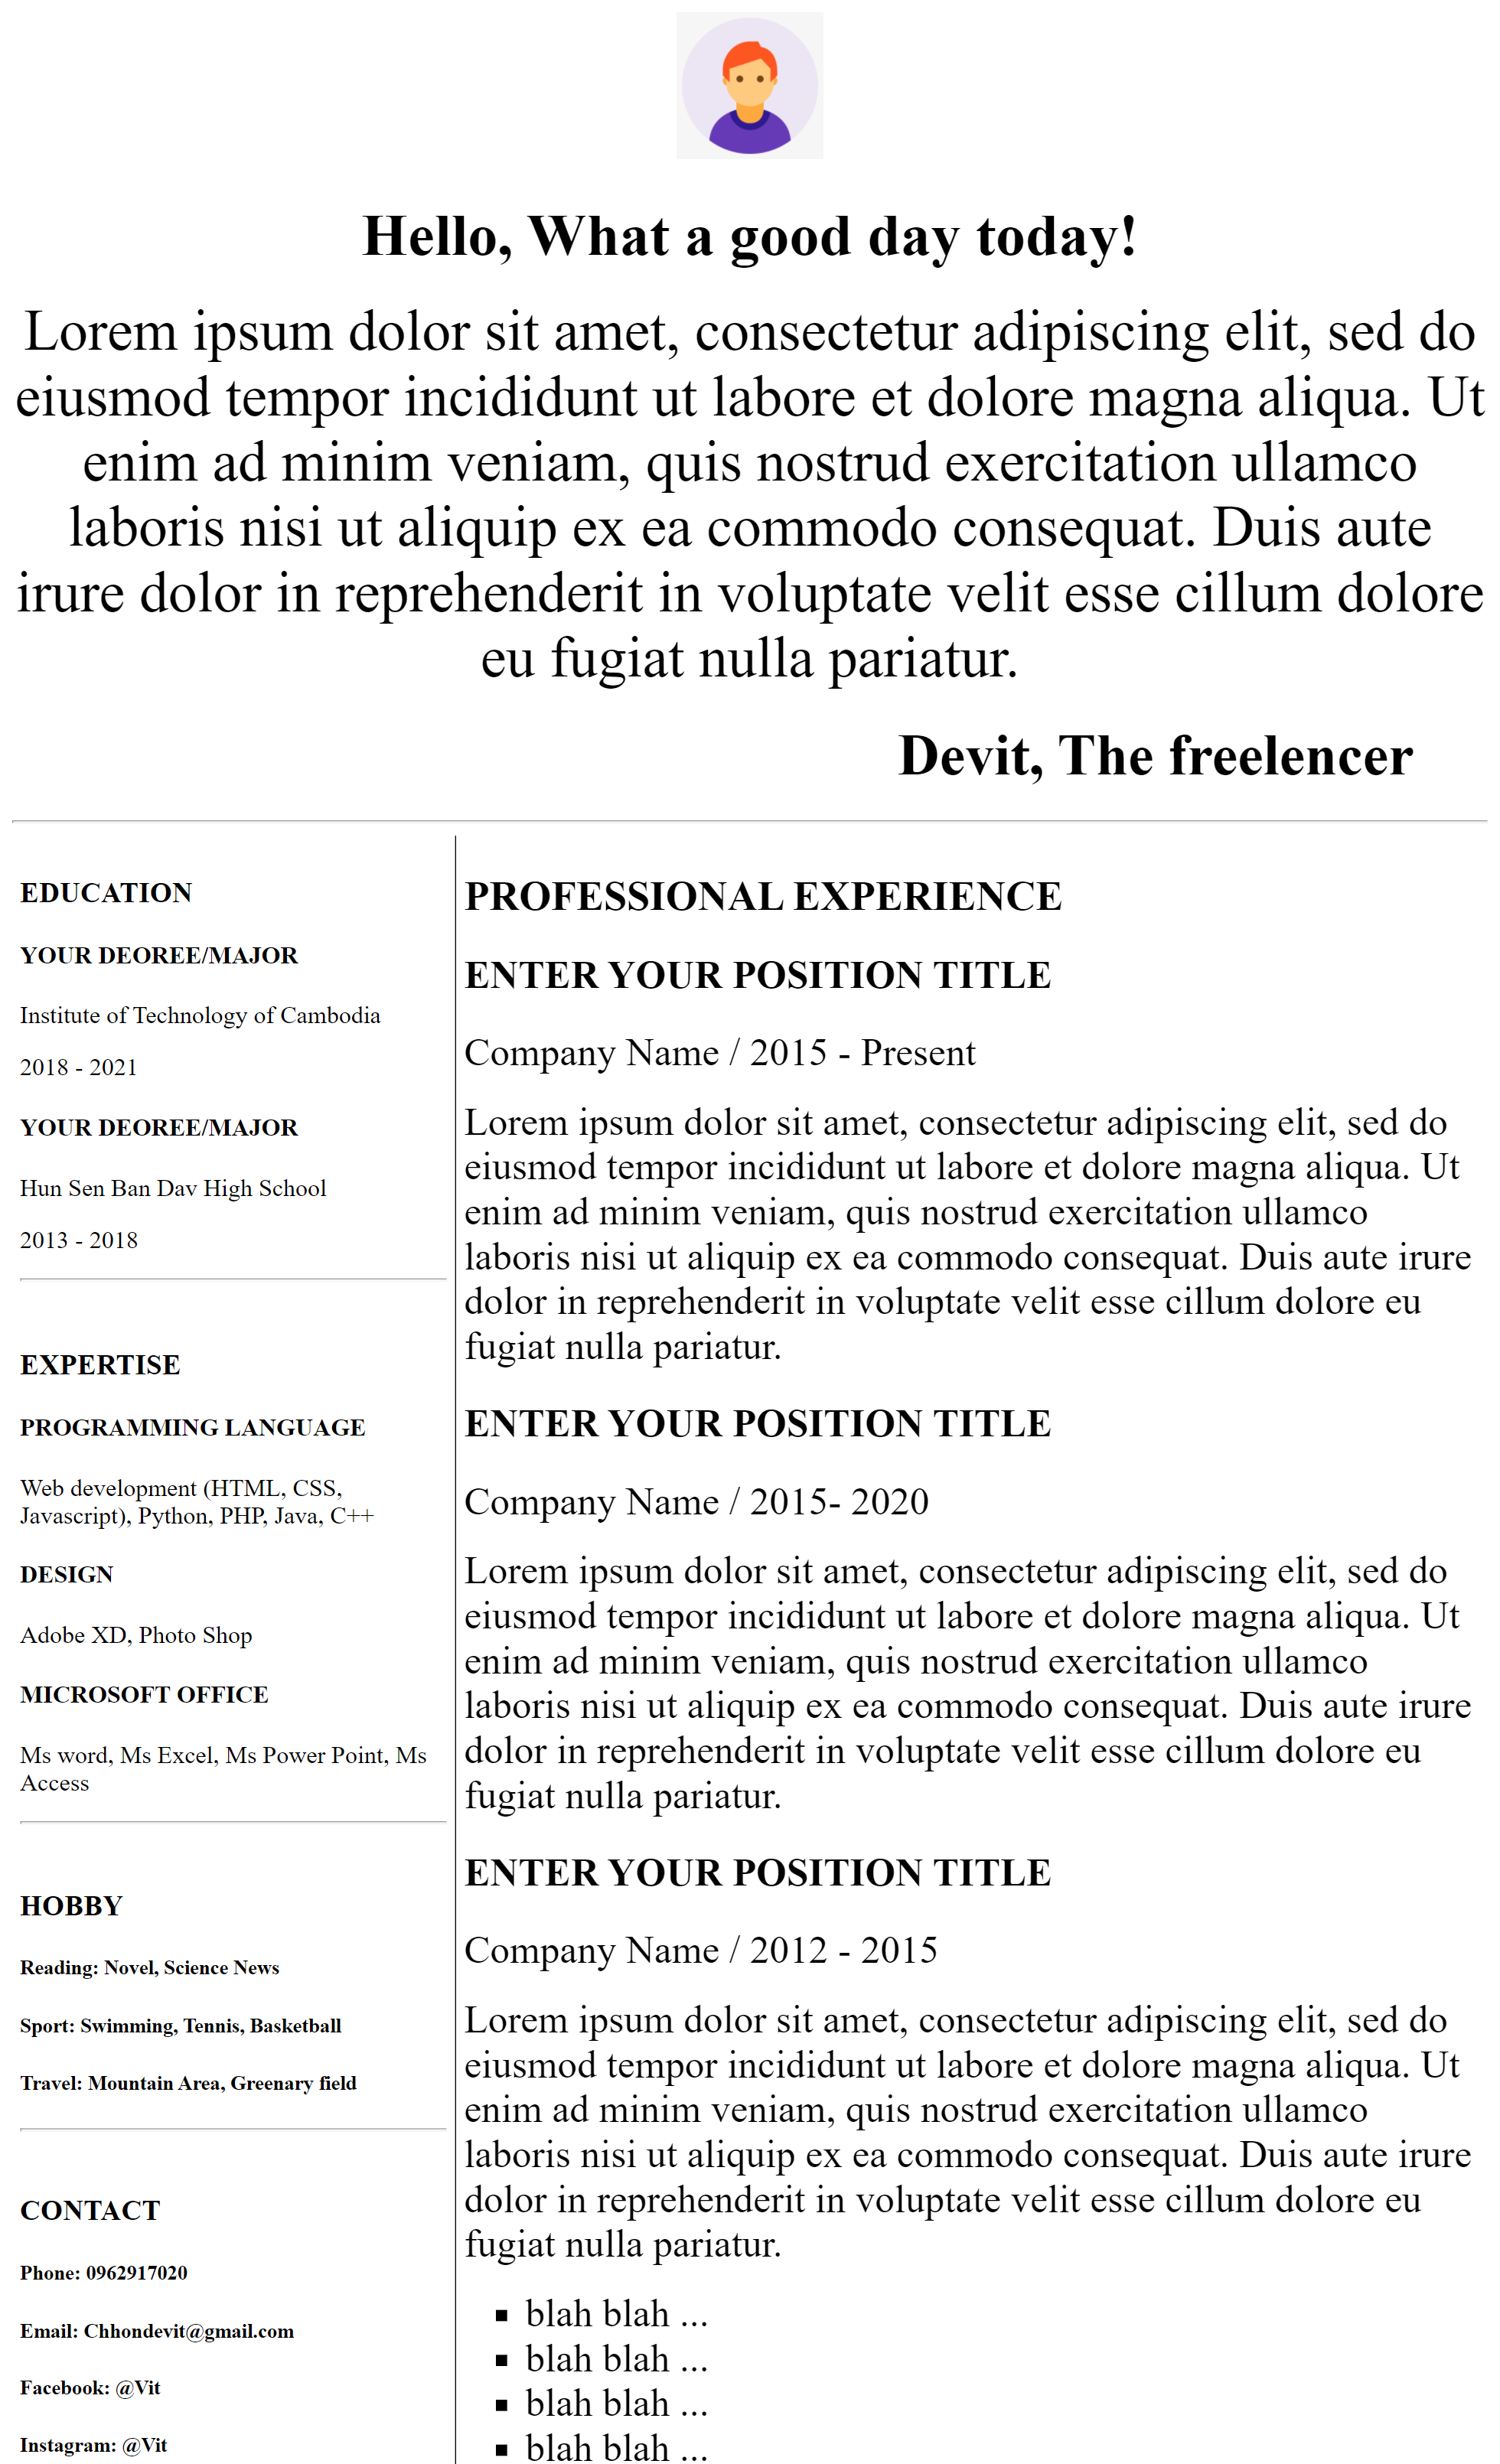 Hello, What a good day today!
Lorem ipsum dolor sit amet, consectetur adipiscing elit, sed do
eiusmod tempor incididunt ut labore et dolore magna aliqua. Ut
enim ad minim veniam, quis nostrud exercitation ullamco
laboris nisi ut aliquip ex ea commodo consequat. Duis aute
irure dolor in reprehenderit in voluptate velit esse cillum dolore
eu fugiat nulla pariatur.
Devit, The freelencer
EDUCATION
YOUR DEOREE/MAJOR
Institute of Technology of Cambodia
2018 - 2021
YOUR DEOREE/MAJOR
Hun Sen Ban Dav High School
2013 - 2018
EXPERTISE
PROGRAMMING LANGUAGE
Web development (HTML, CSS,
Javascript), Python, PHP, Java, C++
DESIGN
Adobe XD, Photo Shop
MICROSOFT OFFICE
Ms word, Ms Excel, Ms Power Point, Ms
Access
HOBBY
Reading: Novel, Science News
Sport: Swimming, Tennis, Basketball
Travel: Mountain Area, Greenary field
CONTACT
Phone: 0962917020
Email: Chhondevit@gmail.com
Facebook: @Vit
Instagram: @Vit
PROFESSIONAL EXPERIENCE
ENTER YOUR POSITION TITLE
Company Name / 2015 - Present
Lorem ipsum dolor sit amet, consectetur adipiscing elit, sed do
eiusmod tempor incididunt ut labore et dolore magna aliqua. Ut
enim ad minim veniam, quis nostrud exercitation ullamco
laboris nisi ut aliquip ex ea commodo consequat. Duis aute irure
dolor in reprehenderit in voluptate velit esse cillum dolore eu
fugiat nulla pariatur.
ENTER YOUR POSITION TITLE
Company Name / 2015- 2020
Lorem ipsum dolor sit amet, consectetur adipiscing elit, sed do
eiusmod tempor incididunt ut labore et dolore magna aliqua. Ut
enim ad minim veniam, quis nostrud exercitation ullamco
laboris nisi ut aliquip ex ea commodo consequat. Duis aute irure
dolor in reprehenderit in voluptate velit esse cillum dolore eu
fugiat nulla pariatur.
ENTER YOUR POSITION TITLE
Company Name / 2012 - 2015
Lorem ipsum dolor sit amet, consectetur adipiscing elit, sed do
eiusmod tempor incididunt ut labore et dolore magna aliqua. Ut
enim ad minim veniam, quis nostrud exercitation ullamco
laboris nisi ut aliquip ex ea commodo consequat. Duis aute irure
dolor in reprehenderit in voluptate velit esse cillum dolore eu
fugiat nulla pariatur.
▪ blah blah ...
▪ blah blah ...
▪ blah blah ...
▪ blah blah ...